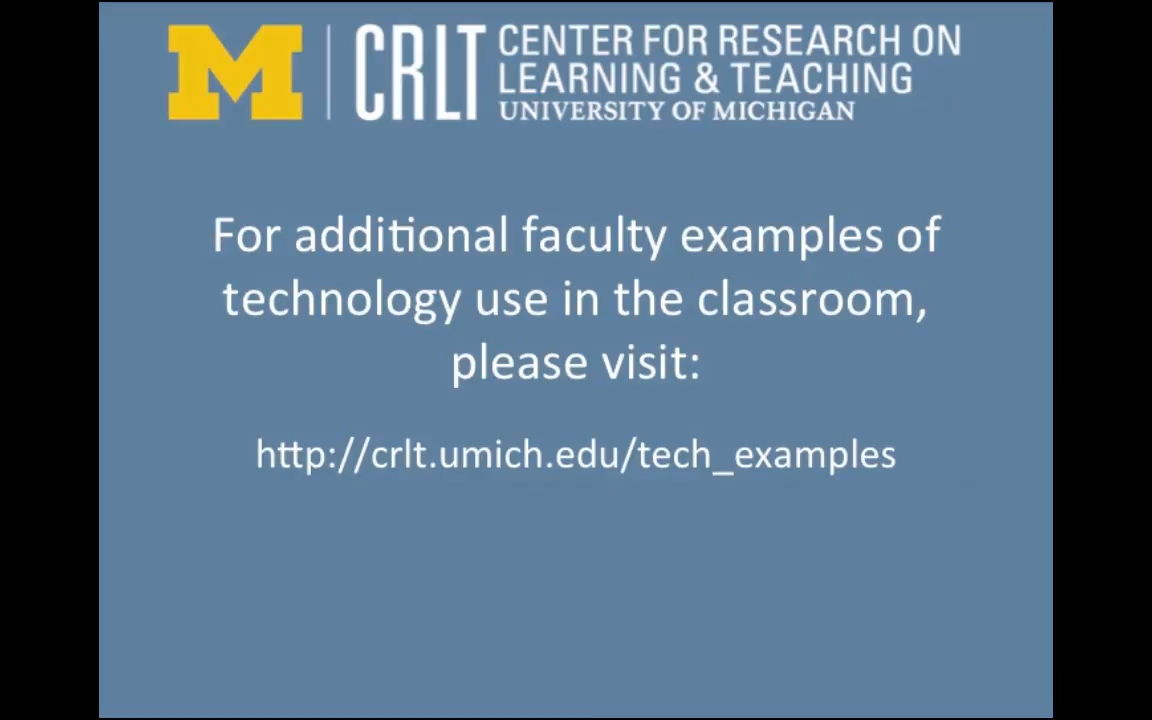 M CRLT CENTER FOR RESEARCH ON
LEARNING & TEACHING
UNIVERSITY OF MICHIGAN
For additional faculty examples of
technology use in the classroom,
please visit:
http://crlt.umich.edu/tech_examples